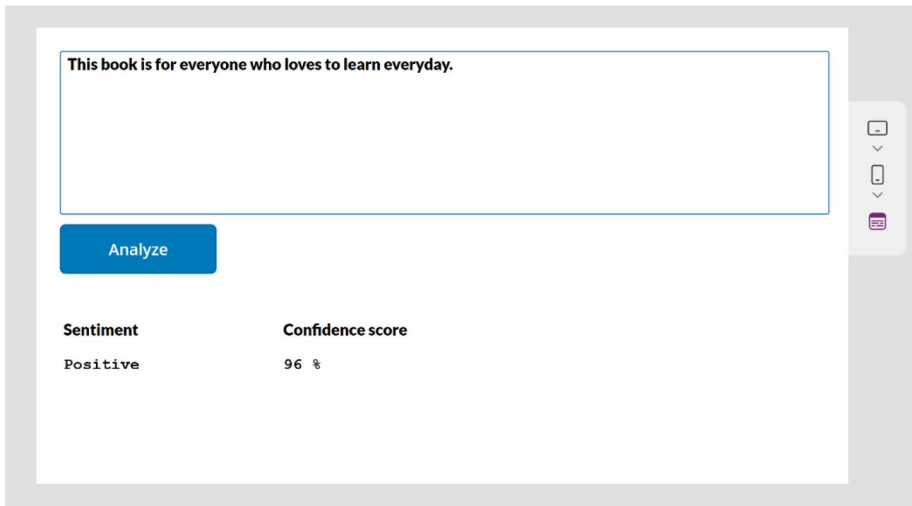 This book is for everyone who loves to learn everyday.
Analyze
Sentiment Confidence score
Positive 96 %